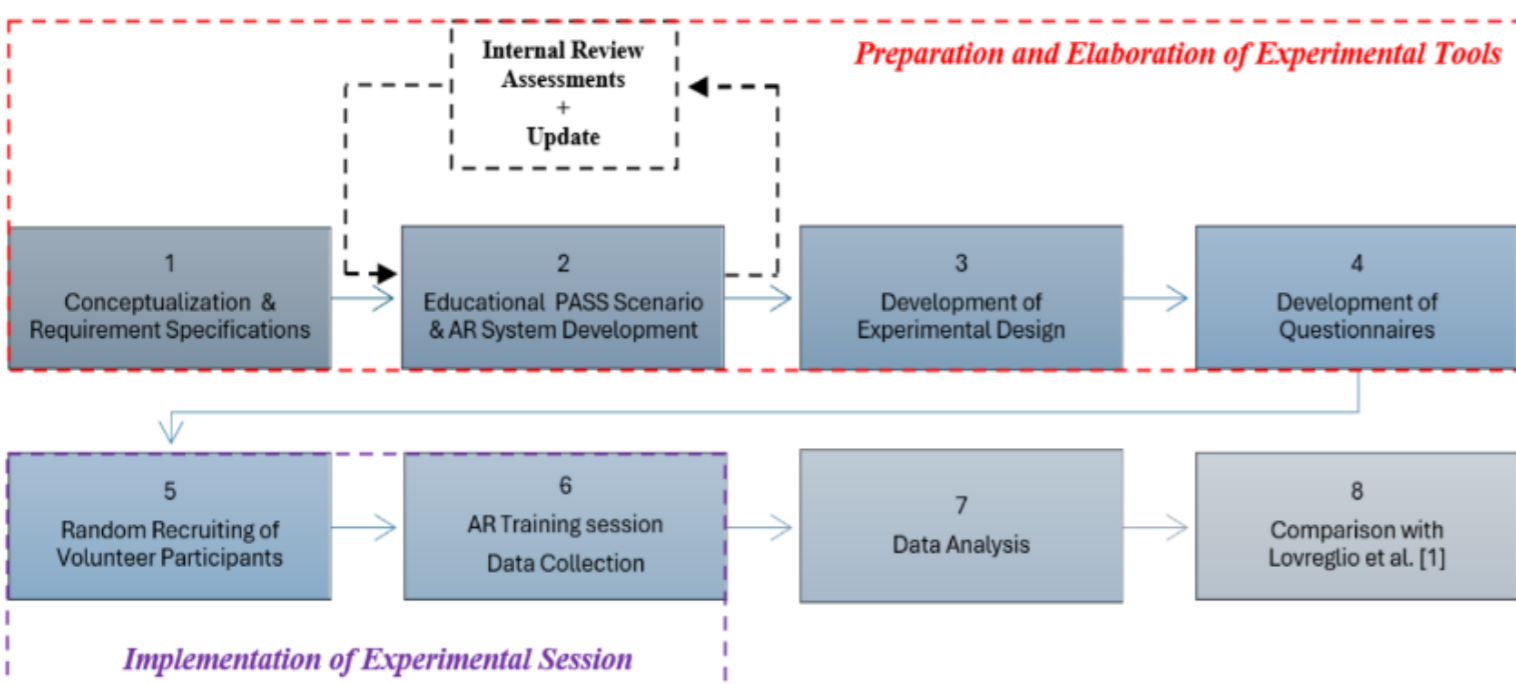 Internal Review
Assessments
+
Update
Preparation and Elaboration of Experimental Tools
1
Conceptualization &
Requirement Specifications
2
Educational PASS Scenario
& AR System Development
3
Development of
Experimental Design
4
Development of
Questionnaires
5
Random Recruiting of
Volunteer Participants
6
AR Training session
Data Collection
7
Data Analysis
8
Comparison with
Lovreglio et al. [1]
Implementation of Experimental Session